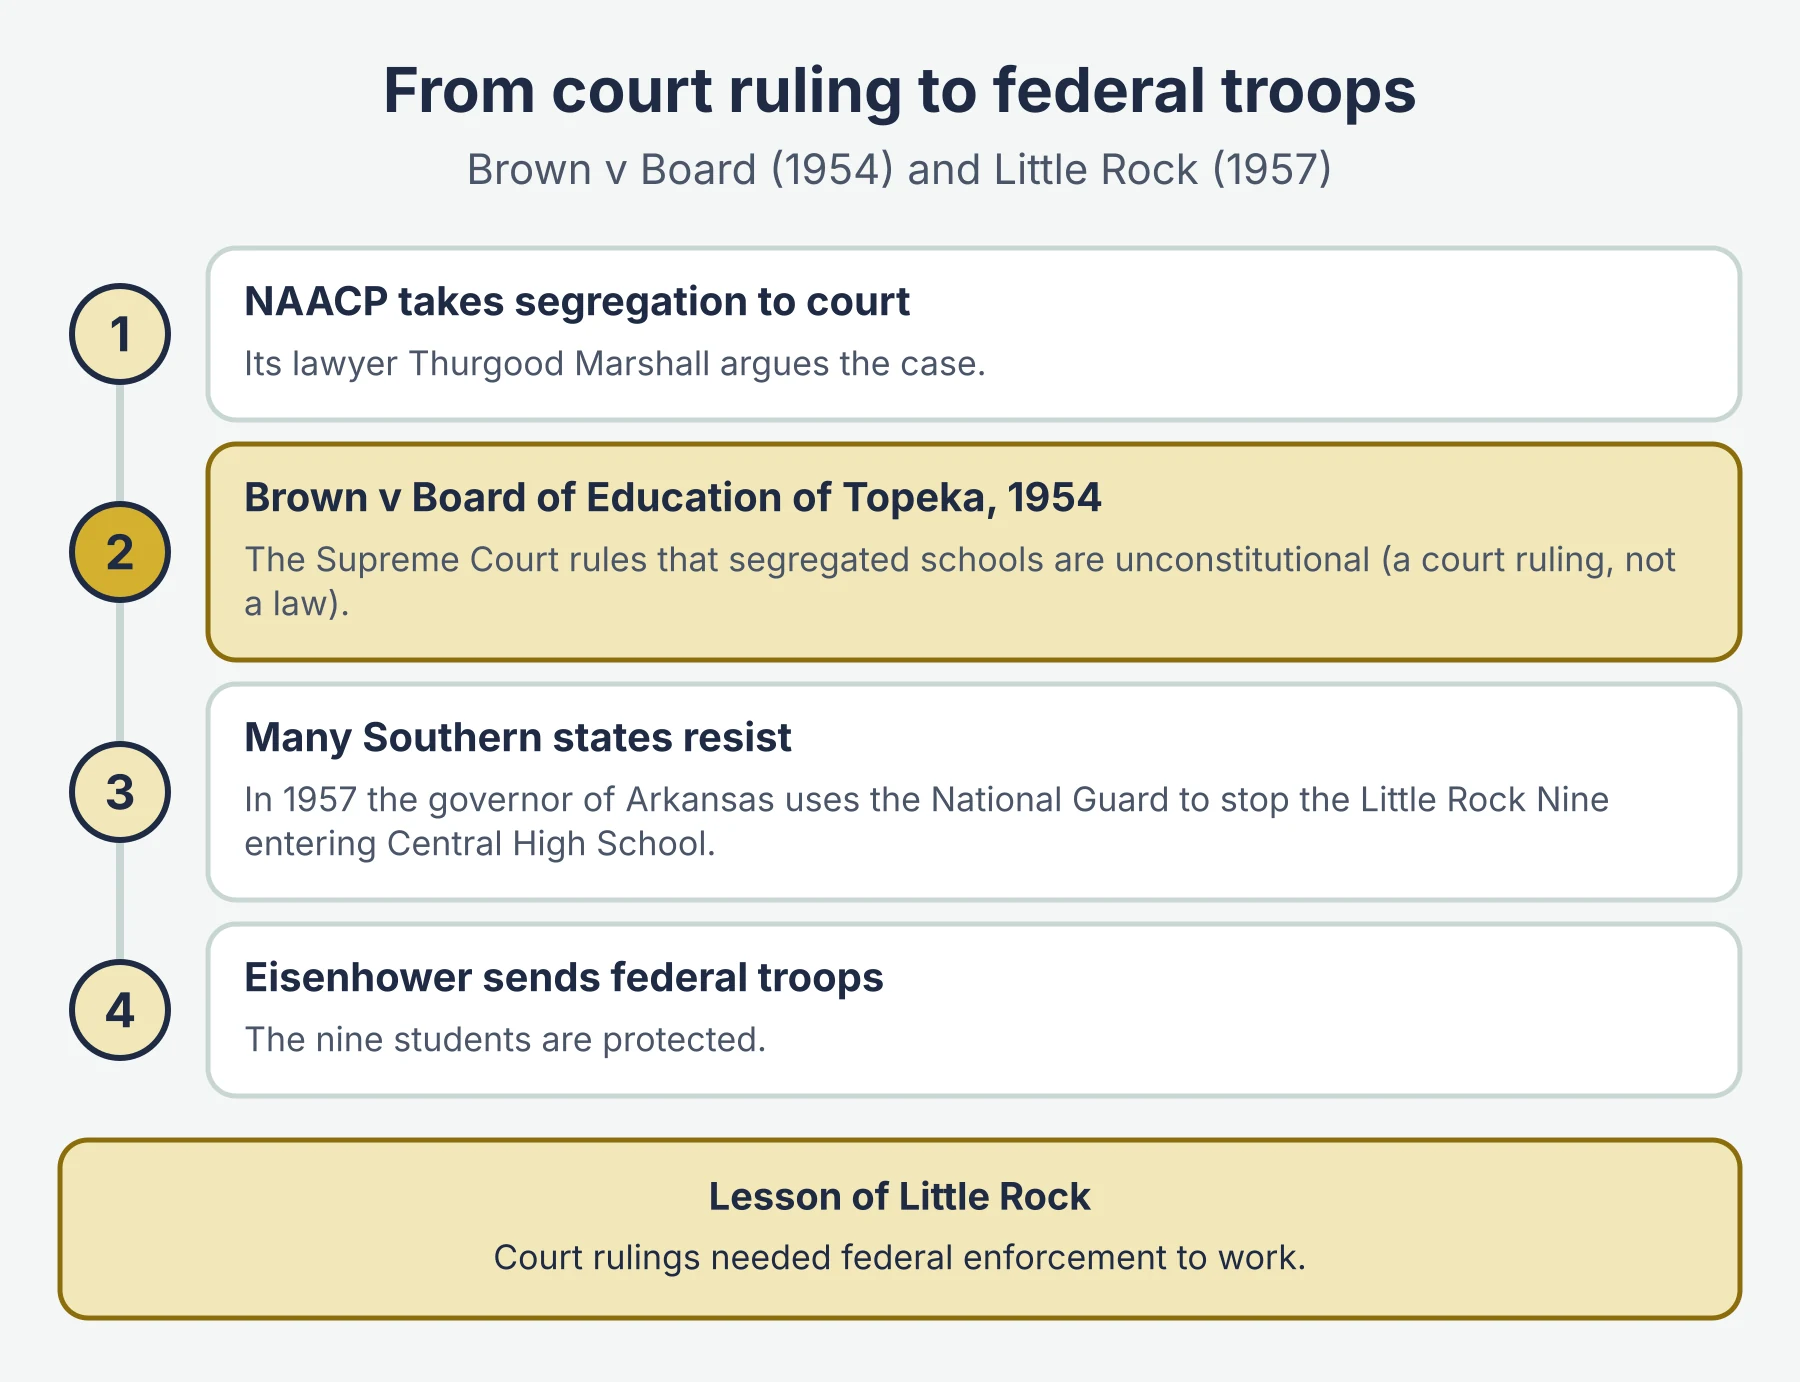 From court ruling to federal troops
Brown v Board (1954) and Little Rock (1957)
1
NAACP takes segregation to court
Its lawyer Thurgood Marshall argues the case.
2
Brown v Board of Education of Topeka, 1954
The Supreme Court rules that segregated schools are unconstitutional (a court ruling, not
a law).
3
Many Southern states resist
In 1957 the governor of Arkansas uses the National Guard to stop the Little Rock Nine
entering Central High School.
4
Eisenhower sends federal troops
The nine students are protected.
Lesson of Little Rock
Court rulings needed federal enforcement to work.